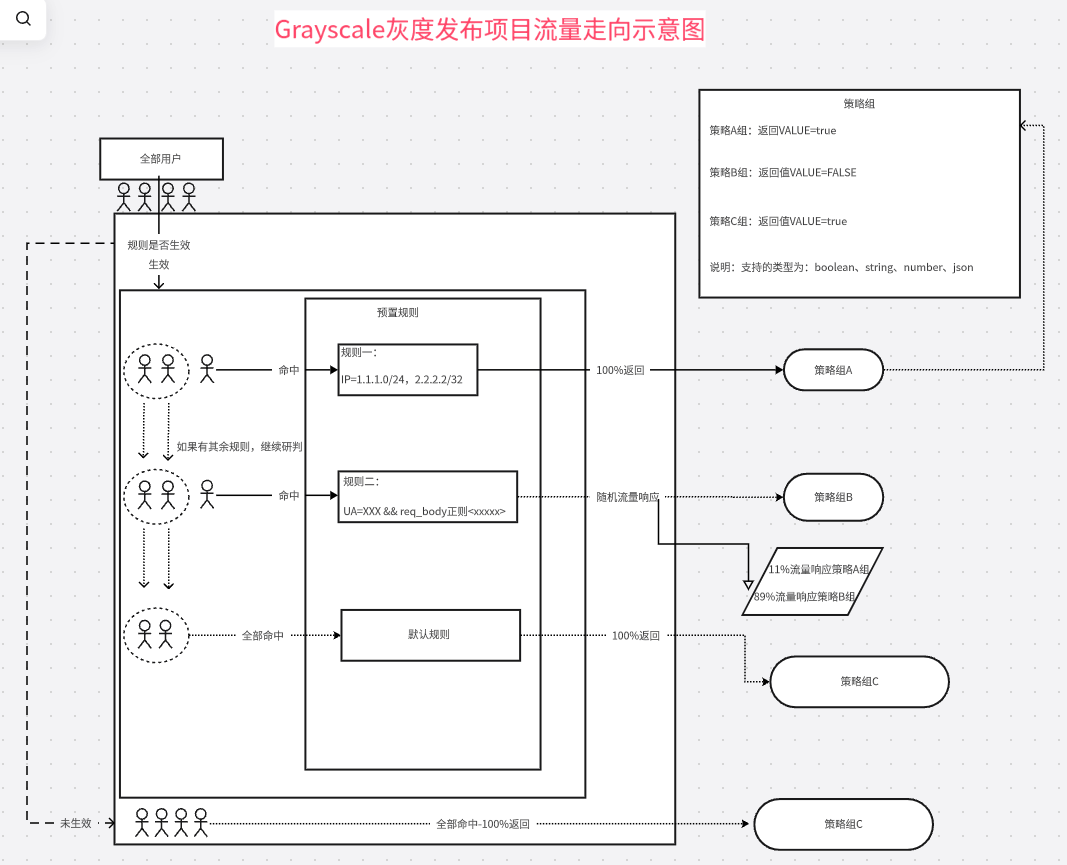 Grayscale灰度发布项目流量走向示意图
策略组
策略A组：返回VALUE=true
策略B组：返回值VALUE=FALSE
策略C组：返回值VALUE=true
说明：支持的类型为：boolean、string、number、json
全部用户
规则是否生效
生效
预置规则
命中
规则一：
IP=1.1.1.0/24，2.2.2.2/32
100%返回
策略组A
如果有其余规则，继续研判
命中
规则二：
UA=XXX && req_body正则<xxxxx>
随机流量响应
策略组B
11%流量响应策略A组
89%流量响应策略B组
全部命中
默认规则
100%返回
策略组C
未生效
全部命中-100%返回
策略组C